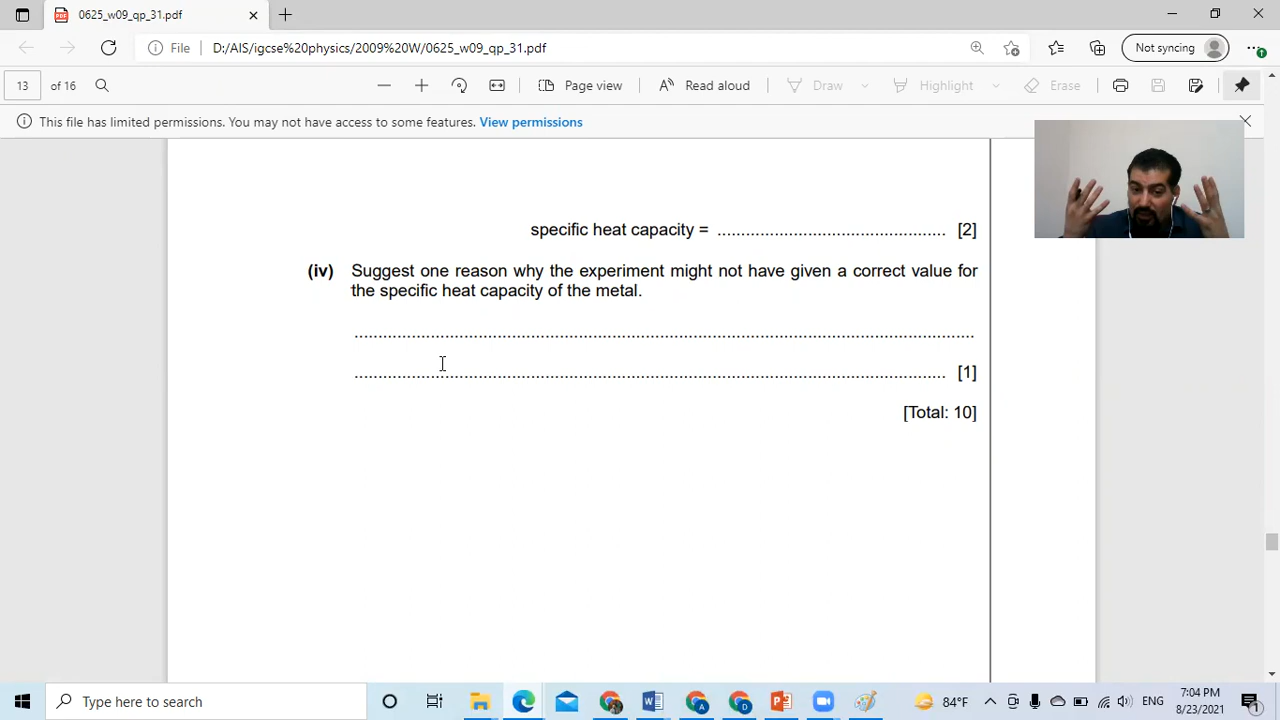 0625_w09_qp_31.pdf
File
D:/AIS/igcse%20physics/2009%20W/0625_w09_qp_31.pdf
Not syncing
13 of 16
Page view
Read aloud
Draw
Highlight
Erase
This file has limited permissions. You may not have access to some features. View permissions
specific heat capacity = ................................................ [2]
(iv) Suggest one reason why the experiment might not have given a correct value for
the specific heat capacity of the metal.
..................................................................................................................................
........................................................................................................................... [1]
[Total: 10]
Type here to search
84°F
ENG
7:04 PM
8/23/2021